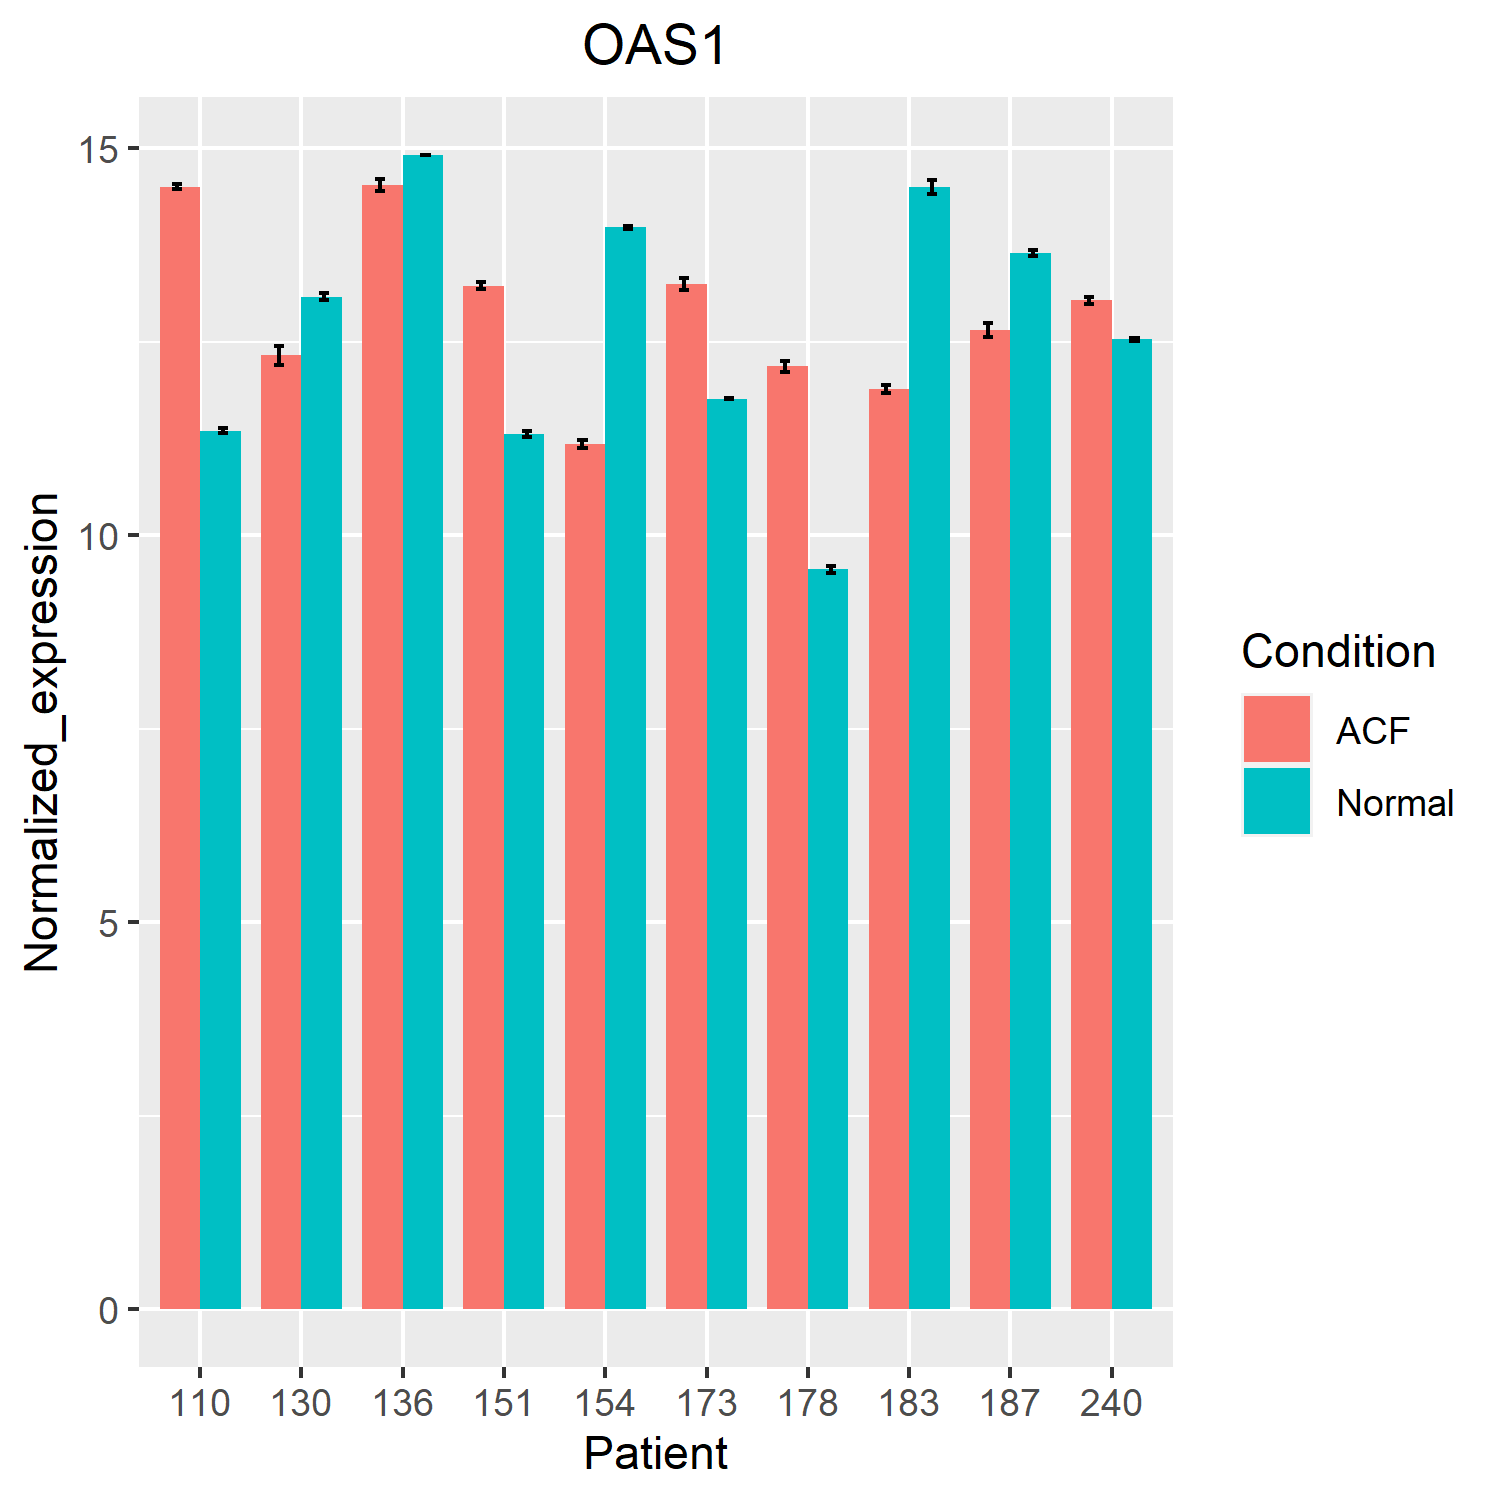 OAS1
Normalized_expression
15
10
5
0
110 130 136 151 154 173 178 183 187 240
Patient
Condition
ACF
Normal